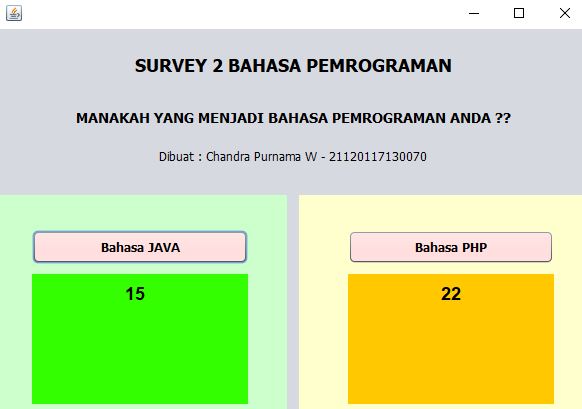 SURVEY 2 BAHASA PEMROGRAMAN
MANAKAH YANG MENJADI BAHASA PEMROGRAMAN ANDA ??
Dibuat : Chandra Purnama W - 21120117130070
Bahasa JAVA
15
Bahasa PHP
22